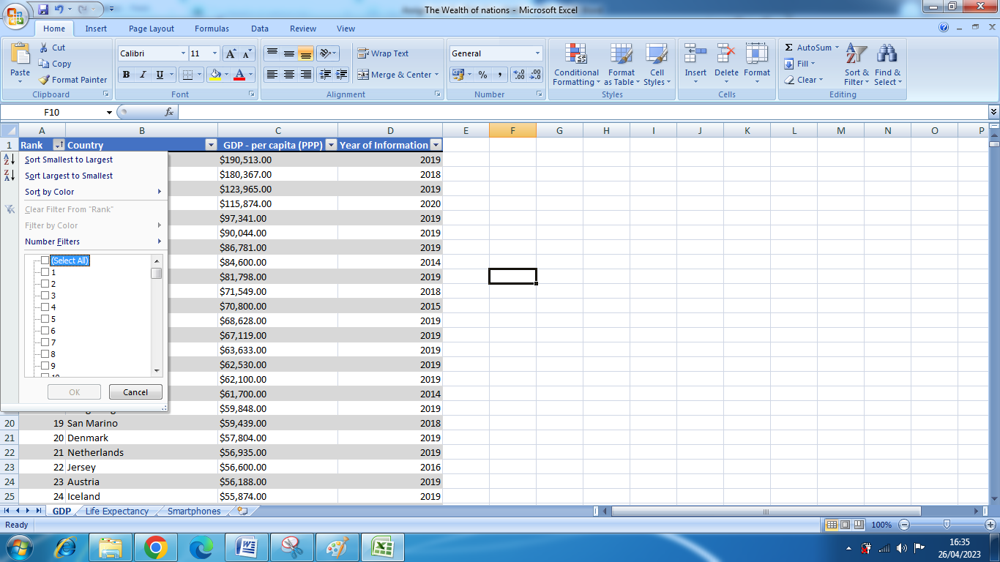 The Wealth of nations - Microsoft Excel
Home Insert Page Layout Formulas Data Review View
Paste
Cut
Copy
Format Painter
Clipboard
Calibri 11
B I U
Font
Wrap Text
Merge & Center
Alignment
General
% ,
Number
Conditional Formatting
Format as Table
Cell Styles
Styles
Insert Delete Format
Cells
Σ AutoSum
Fill
Clear
Sort & Filter
Find & Select
Editing
F10 fx
A B C D E F G H I J K L M N O P
1 Rank Country GDP - per capita (PPP) Year of Information
Sort Smallest to Largest
Sort Largest to Smallest
Sort by Color
Clear Filter From "Rank"
Filter by Color
Number Filters
(Select All)
1
2
3
4
5
6
7
8
9
10
OK Cancel
$190,513.00 2019
$180,367.00 2018
$123,965.00 2019
$115,874.00 2020
$97,341.00 2019
$90,044.00 2019
$86,781.00 2019
$84,600.00 2014
$81,798.00 2019
$71,549.00 2018
$70,800.00 2015
$68,628.00 2019
$67,119.00 2019
$63,633.00 2019
$62,530.00 2019
$62,100.00 2019
$61,700.00 2014
$59,848.00 2019
20 19 San Marino $59,439.00 2018
21 20 Denmark $57,804.00 2019
22 21 Netherlands $56,935.00 2019
23 22 Jersey $56,600.00 2016
24 23 Austria $56,188.00 2019
25 24 Iceland $55,874.00 2019
GDP Life Expectancy Smartphones
Ready 100%
16:35
26/04/2023